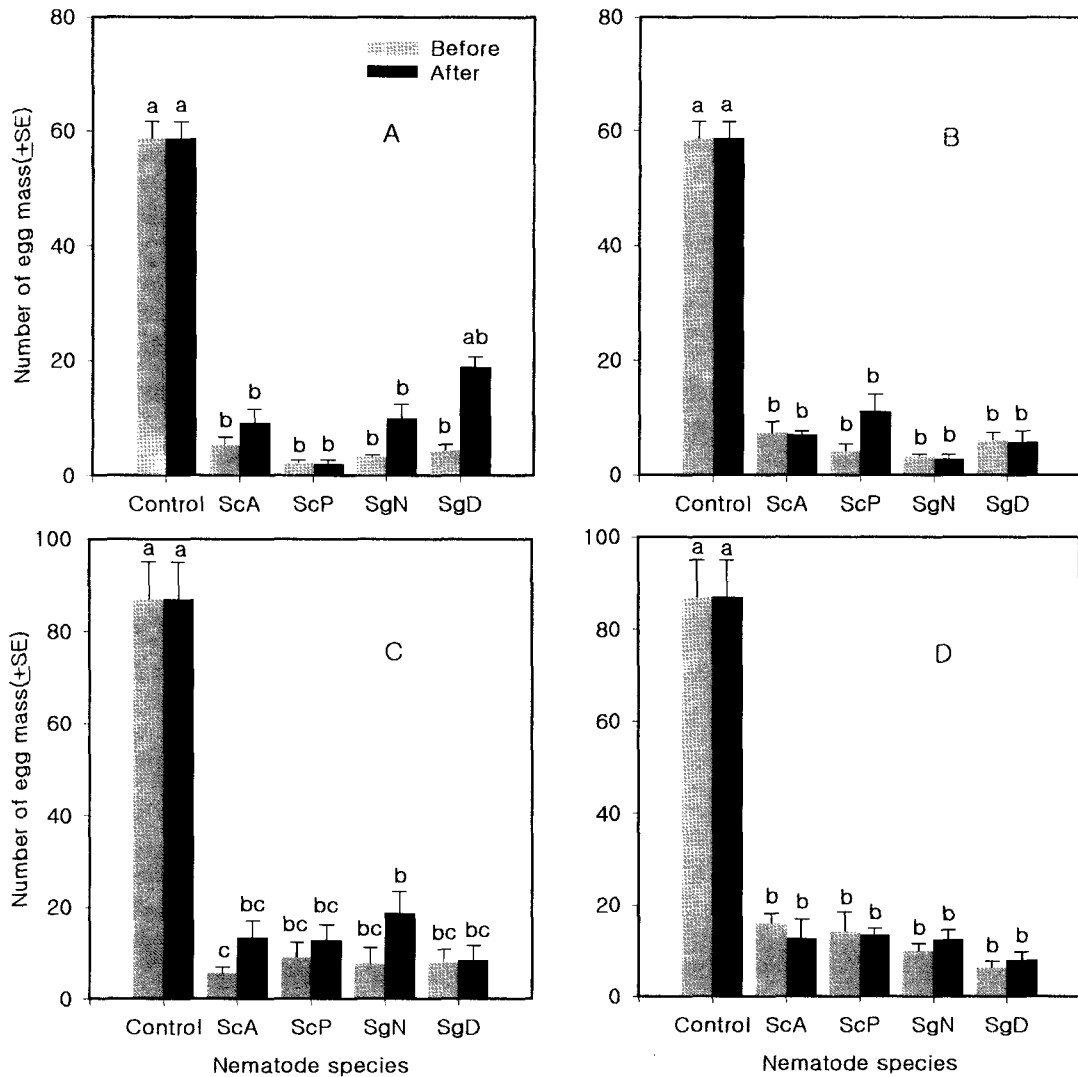 80
60
40
20
0
Number of egg mass(±SE)
Before
After
A
a a
b b
b b
b b
b ab
Control ScA ScP SgN SgD
80
60
40
20
0
B
a a
b b
b b
b b
b b
Control ScA ScP SgN SgD
100
80
60
40
20
0
Number of egg mass(±SE)
C
a a
c bc
bc bc
bc b
bc bc
Control ScA ScP SgN SgD
Nematode species
100
80
60
40
20
0
D
a a
b b
b b
b b
b b
Control ScA ScP SgN SgD
Nematode species